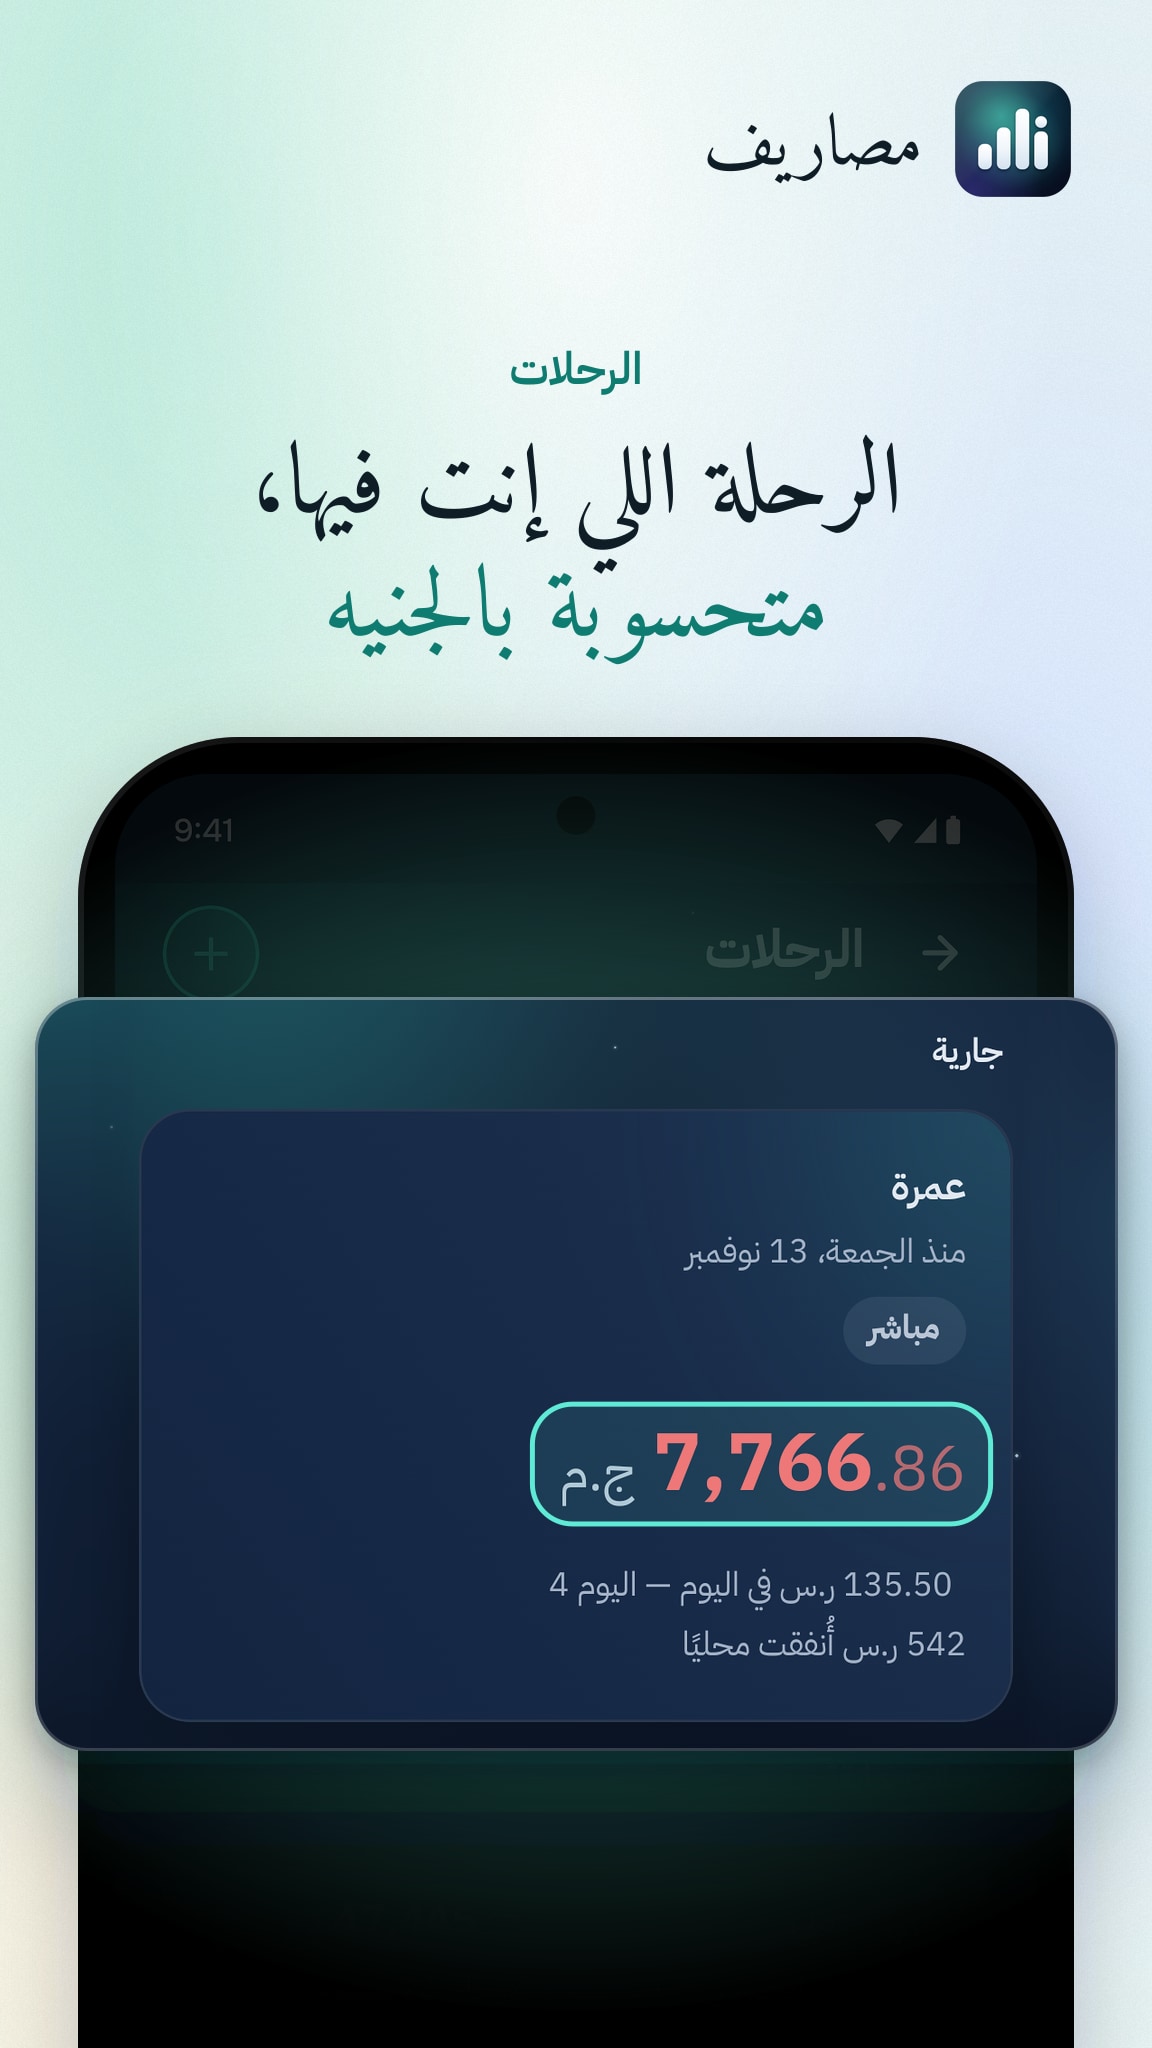 مصاريف
الرحلات
الرحلة اللي إنت فيها،
متحسوبة بالجنيه
9:41
الرحلات
جارية
عمرة
منذ الجمعة، 13 نوفمبر
مباشر
7,766.86 ج.م
135.50 ر.س في اليوم — اليوم 4
542 ر.س أُنفقت محليًا